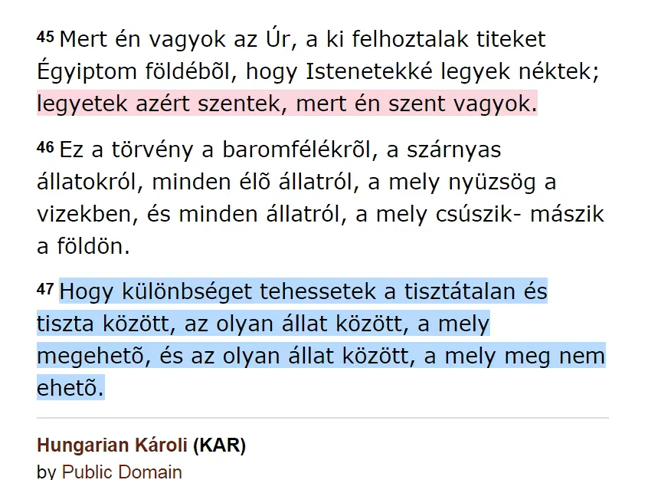 45 Mert én vagyok az Úr, a ki felhoztalak titeket
Égyiptom földébõl, hogy Istenetekké legyek néktek;
legyetek azért szentek, mert én szent vagyok.
46 Ez a törvény a baromfélékrõl, a szárnyas
állatokról, minden élõ állatról, a mely nyüzsög a
vizekben, és minden állatról, a mely csúszik- mászik
a földön.
47 Hogy különbséget tehessetek a tisztátalan és
tiszta között, az olyan állat között, a mely
megehetõ, és az olyan állat között, a mely meg nem
ehetõ.
Hungarian Károli (KAR)
by Public Domain